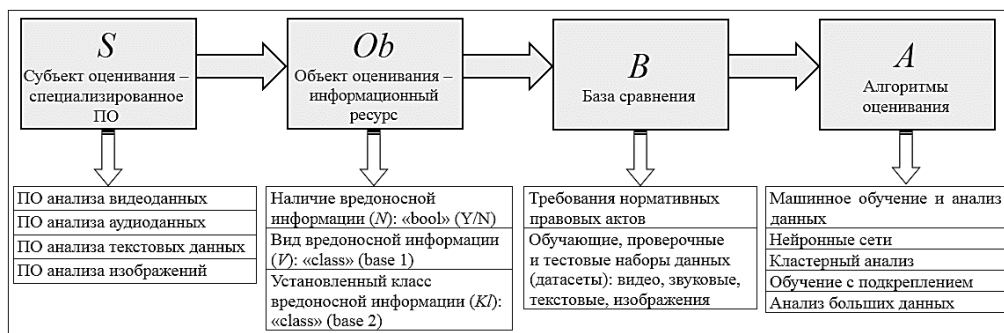 S
Субъект оценивания –
специализированное
ПО
Ob
Объект оценивания –
информационный
ресурс
B
База сравнения
A
Алгоритмы
оценивания
ПО анализа видеоданных
ПО анализа аудиоданных
ПО анализа текстовых данных
ПО анализа изображений
Наличие вредоносной
информации (N): «bool» (Y/N)
Вид вредоносной информации
(V): «class» (base 1)
Установленный класс
вредоносной информации (Kl):
«class» (base 2)
Требования нормативных
правовых актов
Обучающие, проверочные
и тестовые наборы данных
(датасеты): видео, звуковые,
текстовые, изображения
Машинное обучение и анализ
данных
Нейронные сети
Кластерный анализ
Обучение с подкреплением
Анализ больших данных